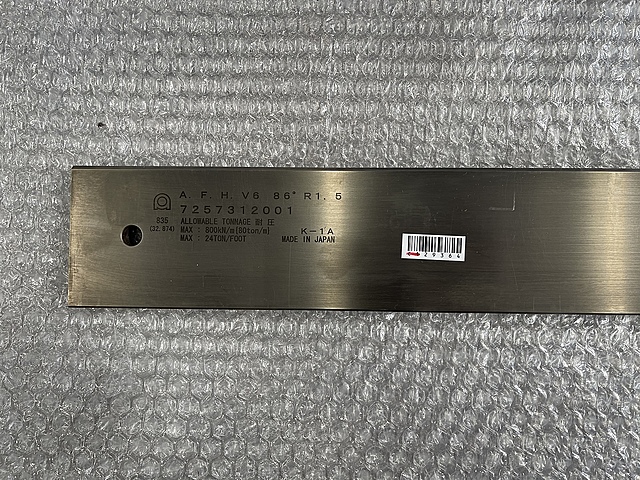 A. F. H. V6 86° R1. 5
7257312001
835
(32.874)
ALLOWABLE TONNAGE 耐圧
MAX : 800kN/m[80ton/m]
MAX : 24TON/FOOT
K-1A
MADE IN JAPAN
29364